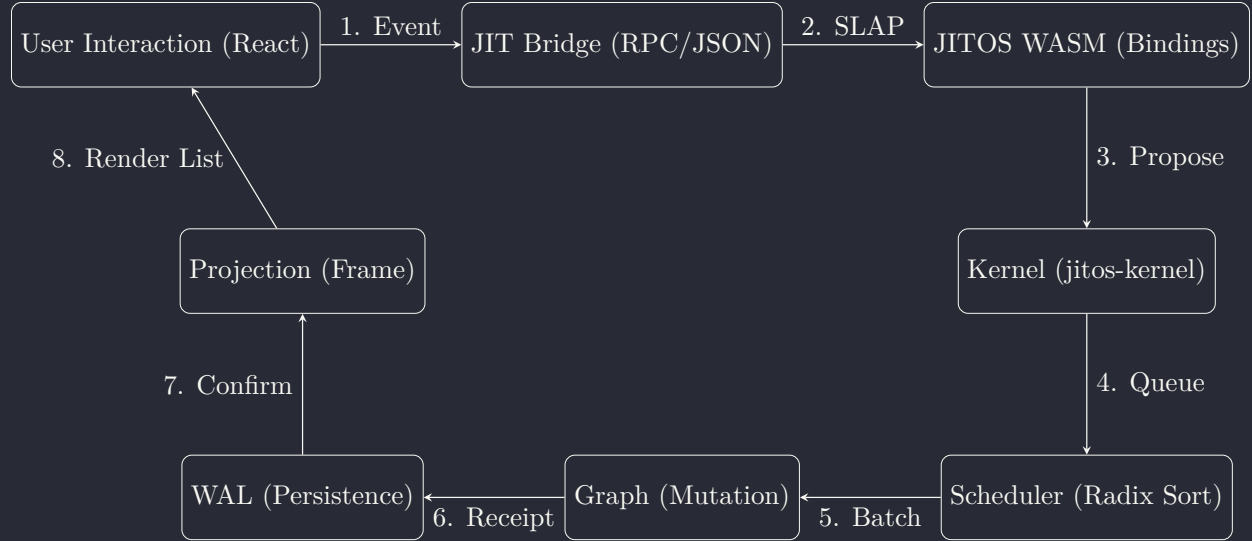 User Interaction (React)
1. Event
JIT Bridge (RPC/JSON)
2. SLAP
JITOS WASM (Bindings)
8. Render List
3. Propose
Projection (Frame)
Kernel (jitos-kernel)
7. Confirm
4. Queue
WAL (Persistence)
6. Receipt
Graph (Mutation)
5. Batch
Scheduler (Radix Sort)